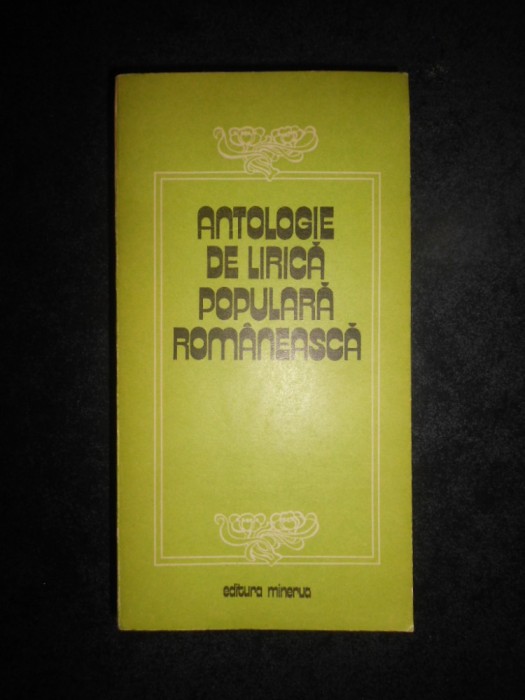 ANTOLOGIE
DE LIRICĂ
POPULARĂ
ROMÂNEASCĂ
editura minerva